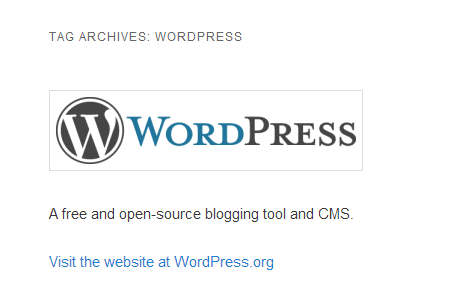 TAG ARCHIVES: WORDPRESS
W WORDPRESS
A free and open-source blogging tool and CMS.
Visit the website at WordPress.org